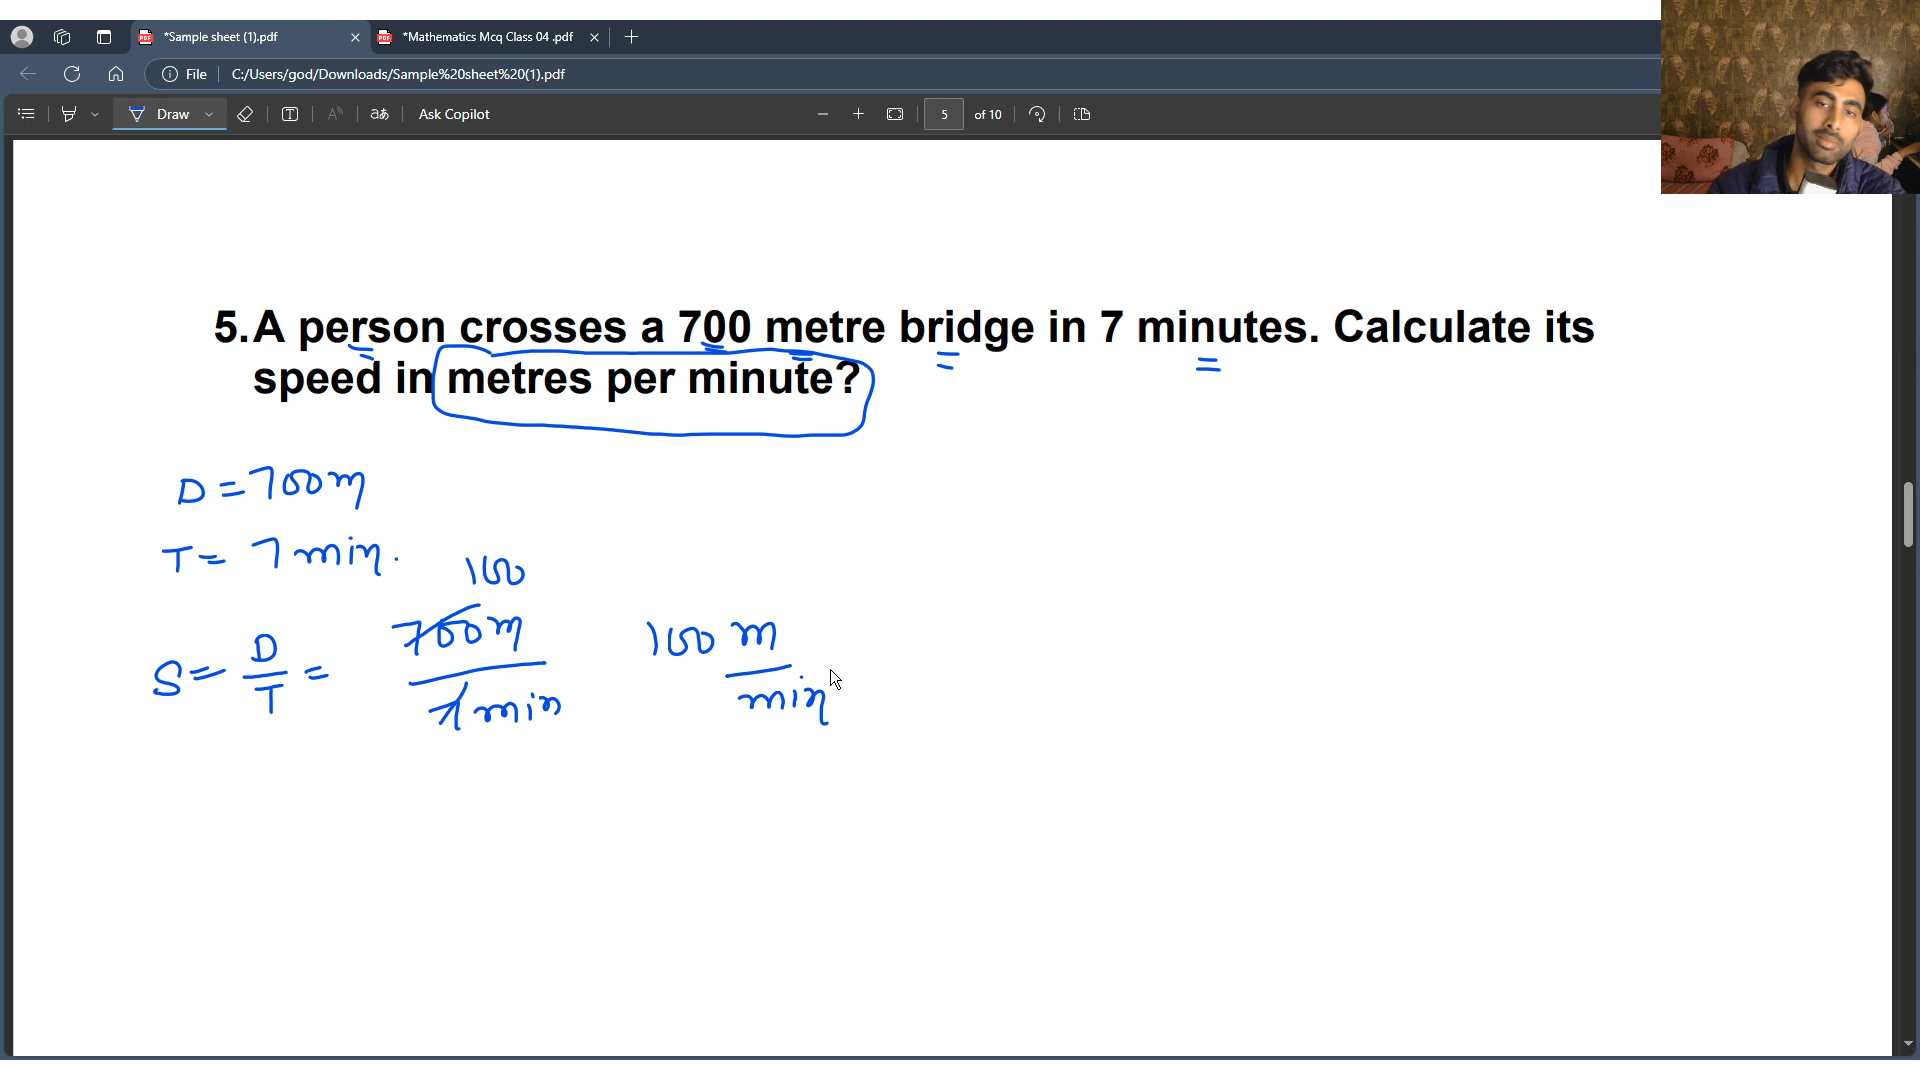 *Sample sheet (1).pdf
*Mathematics Mcq Class 04 .pdf
File
C:/Users/god/Downloads/Sample%20sheet%20(1).pdf
Draw
aあ
Ask Copilot
5
of 10
5.A person crosses a 700 metre bridge in 7 minutes. Calculate its
speed in metres per minute?
D = 700m
T = 7 min.
100
S = D/T = 700m/7min 100 m/min